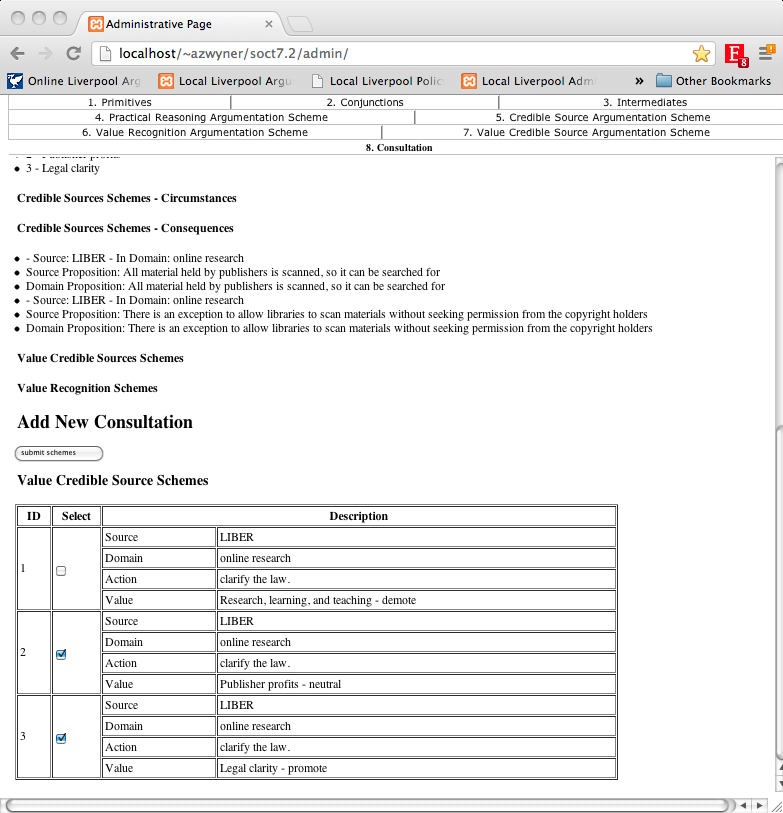 Administrative Page
localhost/~azwyner/soct7.2/admin/
8
Online Liverpool Arg Local Liverpool Argu Local Liverpool Polic Local Liverpool Adm » Other Bookmarks
1. Primitives 2. Conjunctions 3. Intermediates
4. Practical Reasoning Argumentation Scheme 5. Credible Source Argumentation Scheme
6. Value Recognition Argumentation Scheme 7. Value Credible Source Argumentation Scheme
8. Consultation
2 - Publisher profits
3 - Legal clarity
Credible Sources Schemes - Circumstances
Credible Sources Schemes - Consequences
- Source: LIBER - In Domain: online research
Source Proposition: All material held by publishers is scanned, so it can be searched for
Domain Proposition: All material held by publishers is scanned, so it can be searched for
- Source: LIBER - In Domain: online research
Source Proposition: There is an exception to allow libraries to scan materials without seeking permission from the copyright holders
Domain Proposition: There is an exception to allow libraries to scan materials without seeking permission from the copyright holders
Value Credible Sources Schemes
Value Recognition Schemes
Add New Consultation
submit schemes
Value Credible Source Schemes
ID Select Description
1
Source LIBER
Domain online research
Action clarify the law.
Value Research, learning, and teaching - demote
2
Source LIBER
Domain online research
Action clarify the law.
Value Publisher profits - neutral
3
Source LIBER
Domain online research
Action clarify the law.
Value Legal clarity - promote